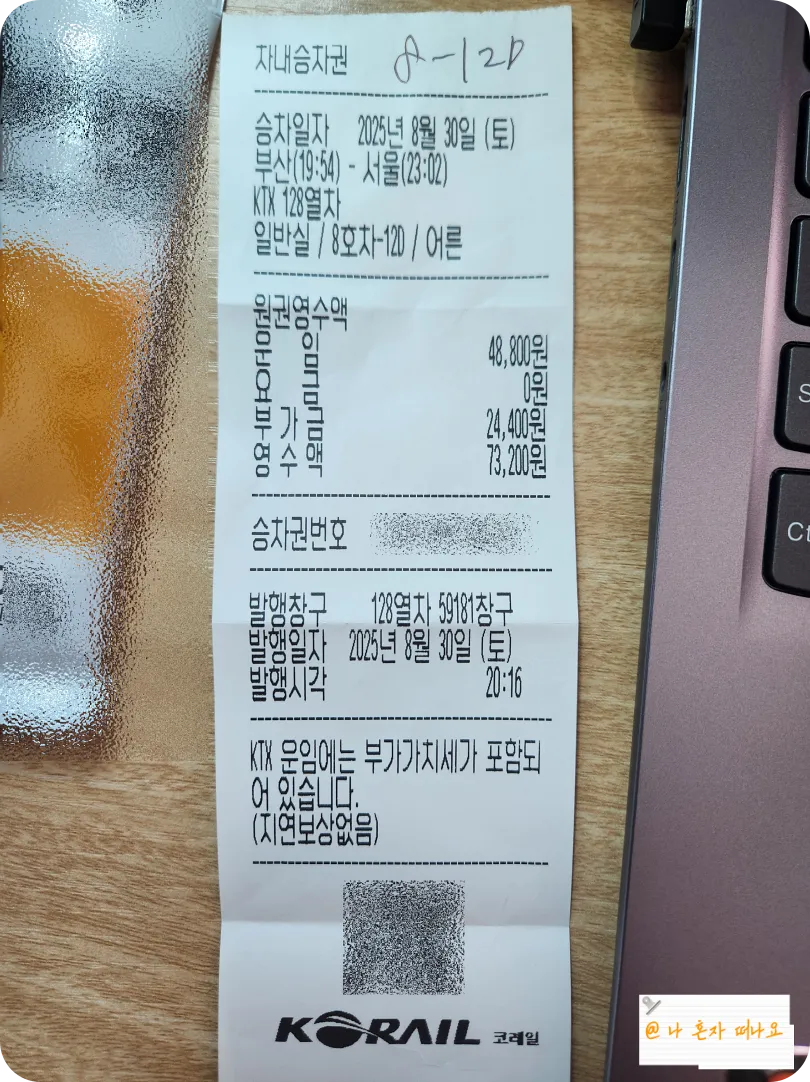 차내승차권 8-12D
승차일자 2025년 8월 30일 (토)
부산(19:54) - 서울(23:02)
KTX 128열차
일반실 / 8호차-12D / 어른
원권영수액
운 임 48,800원
요 금 0원
부 가 금 24,400원
영 수 액 73,200원
승차권번호
발행창구 128열차 59181창구
발행일자 2025년 8월 30일 (토)
발행시각 20:16
KTX 운임에는 부가가치세가 포함되
어 있습니다.
(지연보상없음)
KORAIL 코레일
S
Ct
@ 나 혼자 떠나요